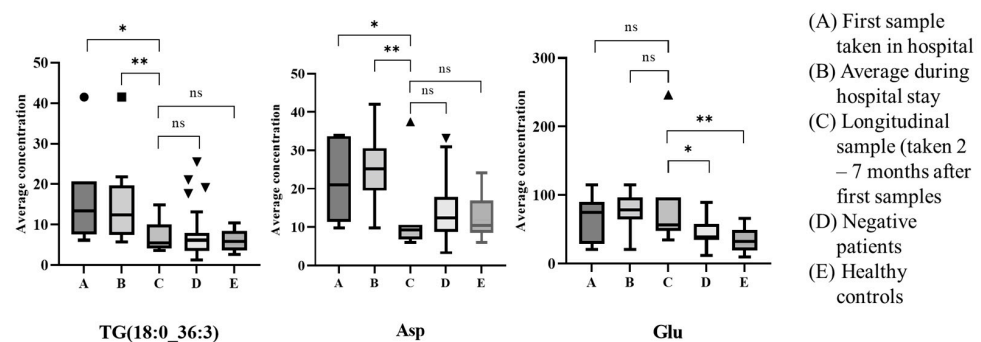 *
**
ns
ns
Average concentration
50
40
30
20
10
0
A B C D E
TG(18:0_36:3)
*
**
ns
ns
Average concentration
50
40
30
20
10
0
A B C D E
Asp
ns
ns
**
*
Average concentration
300
200
100
0
A B C D E
Glu
(A) First sample
taken in hospital
(B) Average during
hospital stay
(C) Longitudinal
sample (taken 2
– 7 months after
first samples
(D) Negative
patients
(E) Healthy
controls